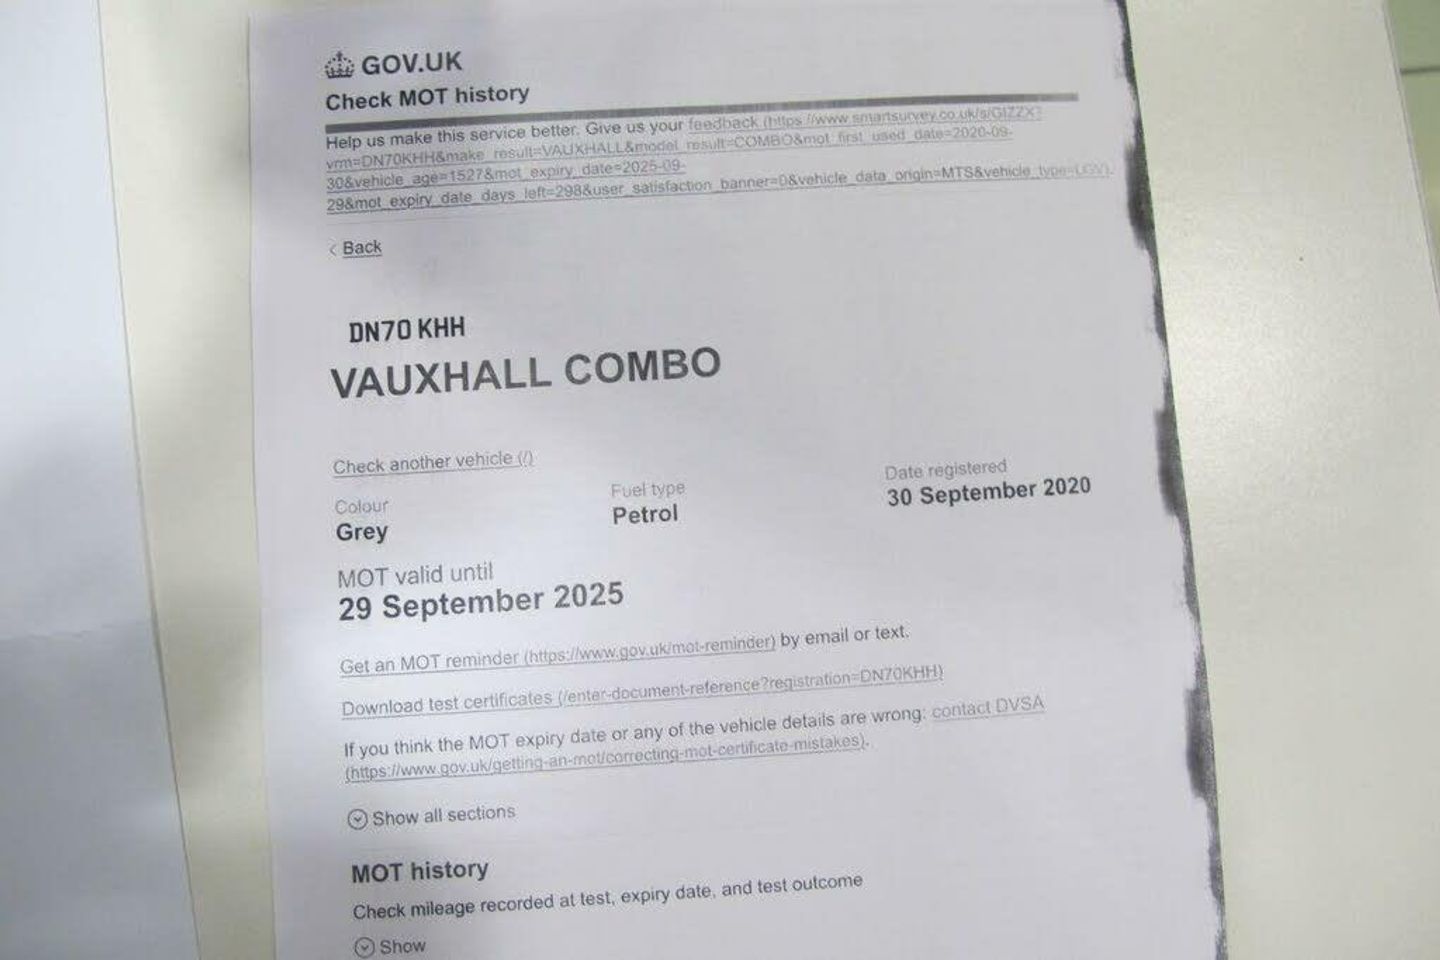 GOV.UK
Check MOT history
Help us make this service better. Give us your feedback (https://www.smartsurvey.co.uk/s/GIZZX?
vrm=DN70KHH&make_result=VAUXHALL&model_result=COMBO&mot_first_used_date=2020-09-
30&vehicle_age=1527&mot_expiry_date=2025-09-
29&mot_expiry_date_days_left=298&user_satisfaction_banner=0&vehicle_data_origin=MTS&vehicle_type=LGV).
Back
DN70 KHH
VAUXHALL COMBO
Check another vehicle (/)
Colour
Grey
Fuel type
Petrol
Date registered
30 September 2020
MOT valid until
29 September 2025
Get an MOT reminder (https://www.gov.uk/mot-reminder) by email or text.
Download test certificates (/enter-document-reference?registration=DN70KHH)
If you think the MOT expiry date or any of the vehicle details are wrong: contact DVSA
(https://www.gov.uk/getting-an-mot/correcting-mot-certificate-mistakes).
Show all sections
MOT history
Check mileage recorded at test, expiry date, and test outcome
Show